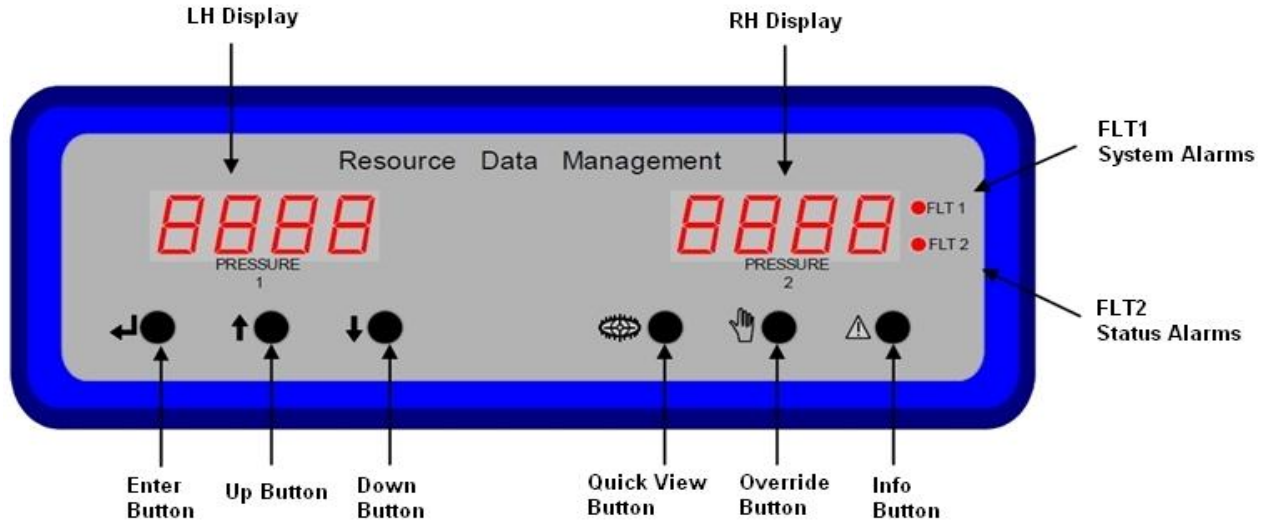 LH Display
RH Display
FLT1
System Alarms
Resource Data Management
8888
8888
FLT 1
FLT 2
PRESSURE
1
PRESSURE
2
FLT2
Status Alarms
Enter
Button
Up Button
Down
Button
Quick View
Button
Override
Button
Info
Button